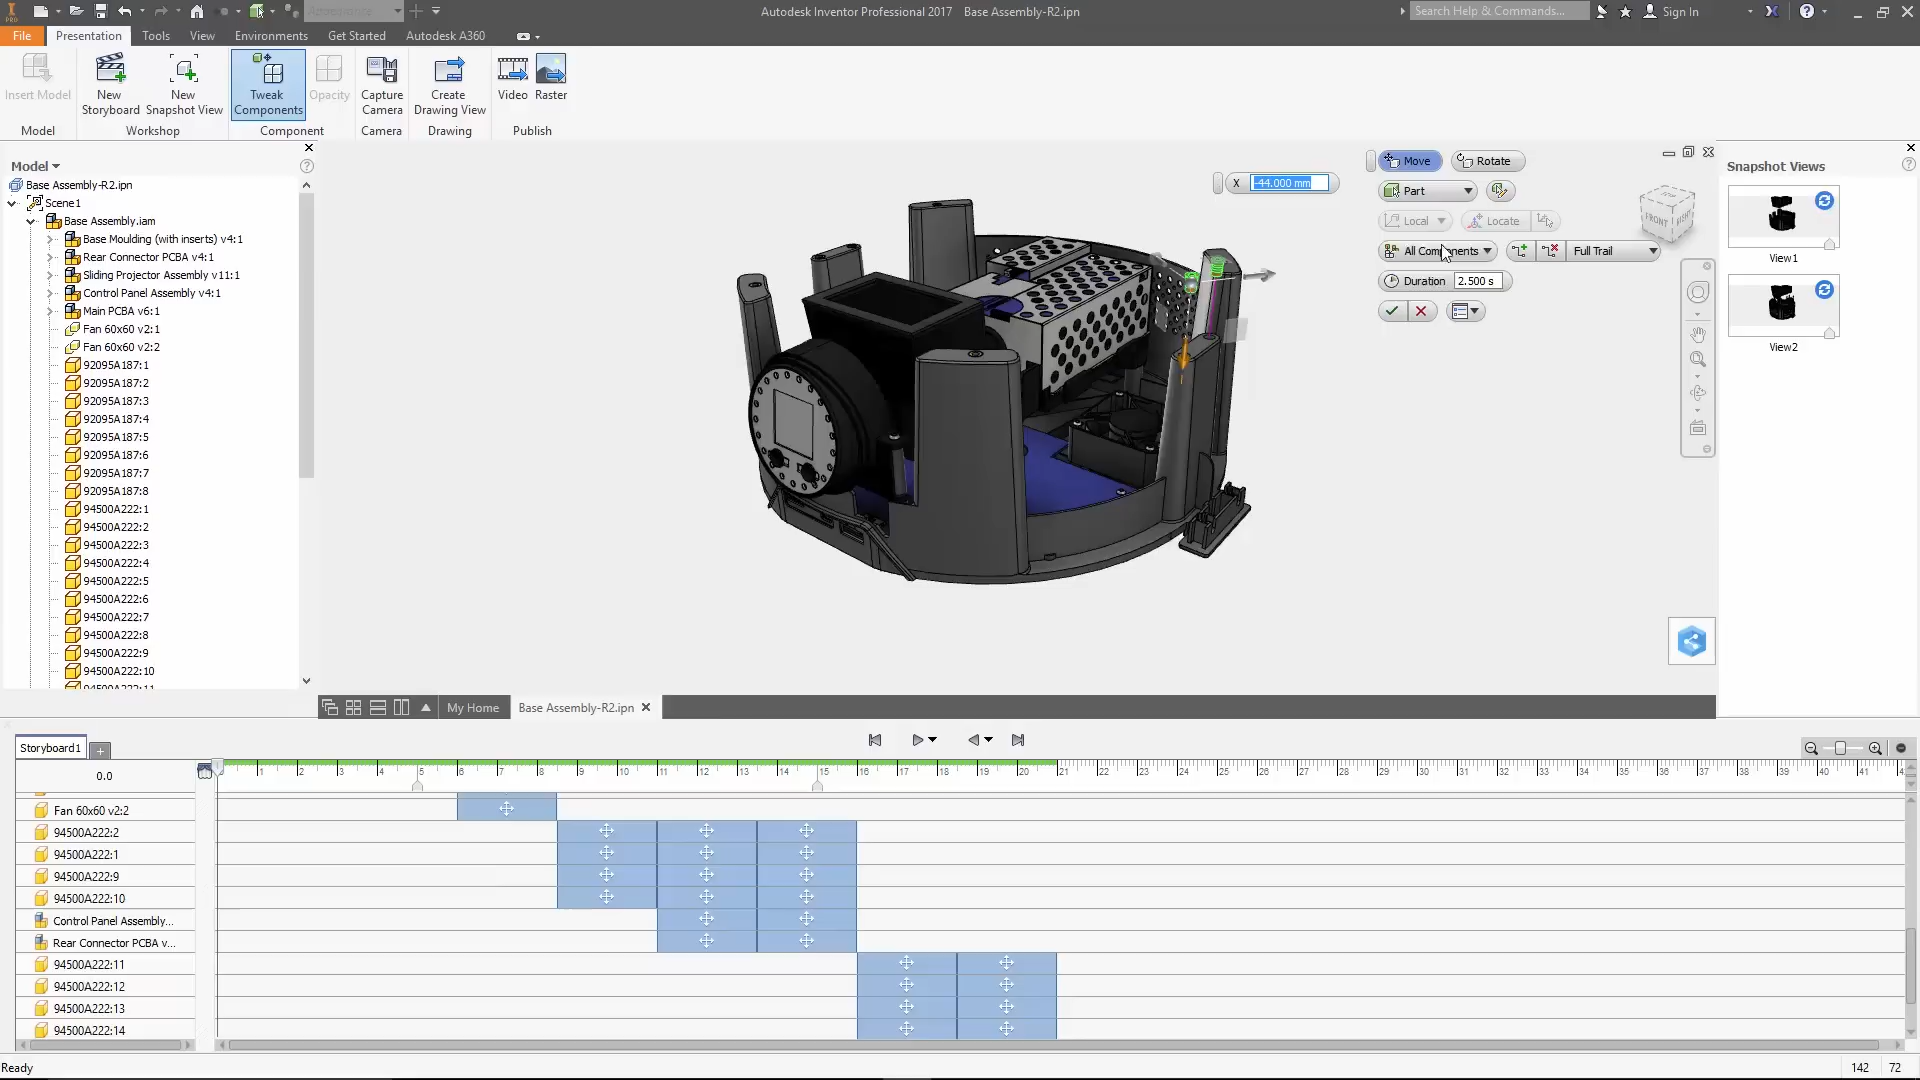 Autodesk Inventor Professional 2017 Base Assembly-R2.ipn
Search Help & Commands...
Sign In
PRO
Appearance
File
Presentation
Tools
View
Environments
Get Started
Autodesk A360
Insert Model
New Storyboard
New Snapshot View
Tweak Components
Opacity
Capture Camera
Create Drawing View
Video
Raster
Model
Workshop
Component
Camera
Drawing
Publish
Model
Base Assembly-R2.ipn
Scene1
Base Assembly.iam
Base Moulding (with inserts) v4:1
Rear Connector PCBA v4:1
Sliding Projector Assembly v11:1
Control Panel Assembly v4:1
Main PCBA v6:1
Fan 60x60 v2:1
Fan 60x60 v2:2
92095A187:1
92095A187:2
92095A187:3
92095A187:4
92095A187:5
92095A187:6
92095A187:7
92095A187:8
94500A222:1
94500A222:2
94500A222:3
94500A222:4
94500A222:5
94500A222:6
94500A222:7
94500A222:8
94500A222:9
94500A222:10
94500A222:11
X -44.000 mm
Move
Rotate
Part
Local
Locate
All Components
Full Trail
Duration 2.500 s
FRONT
RIGHT
Snapshot Views
View1
View2
My Home
Base Assembly-R2.ipn
Storyboard1
0.0
1 2 3 4 5 6 7 8 9 10 11 12 13 14 15 16 17 18 19 20 21 22 23 24 25 26 27 28 29 30 31 32 33 34 35 36 37 38 39 40 41 4
Fan 60x60 v2:2
94500A222:2
94500A222:1
94500A222:9
94500A222:10
Control Panel Assembly...
Rear Connector PCBA v...
94500A222:11
94500A222:12
94500A222:13
94500A222:14
Ready
142 72